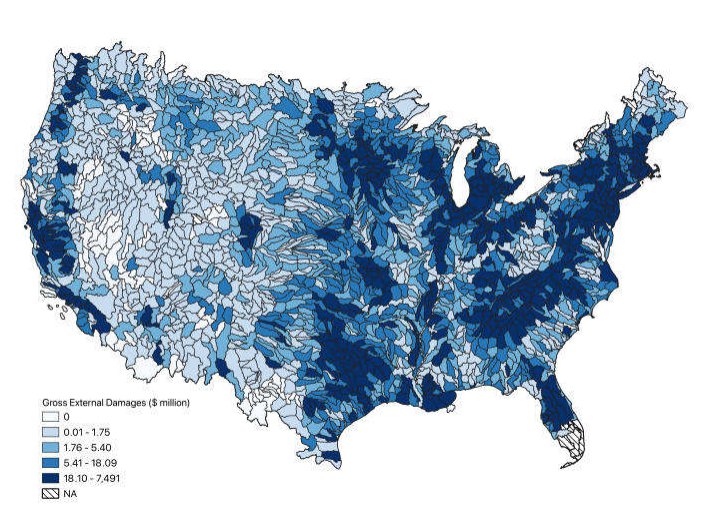 Gross External Damages ($ million)
0
0.01 - 1.75
1.76 - 5.40
5.41 - 18.09
18.10 - 7,491
NA